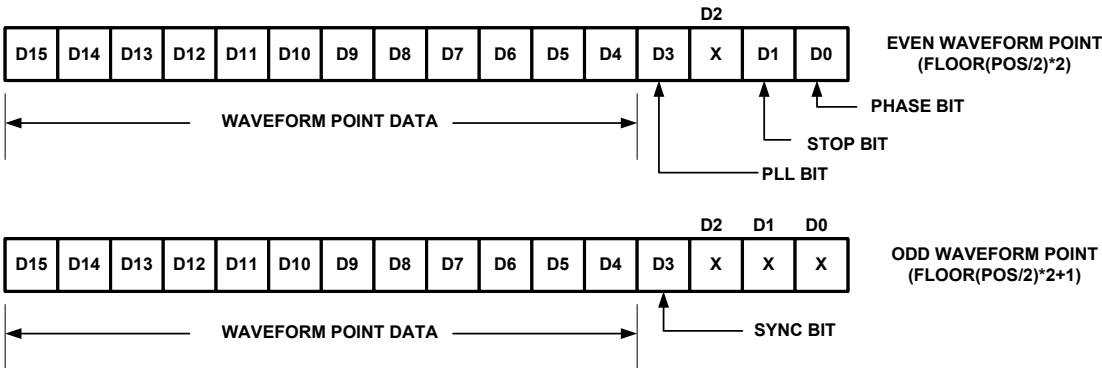 D2
D15 D14 D13 D12 D11 D10 D9 D8 D7 D6 D5 D4 D3 X D1 D0
EVEN WAVEFORM POINT
(FLOOR(POS/2)*2)
PHASE BIT
WAVEFORM POINT DATA
STOP BIT
PLL BIT
D2 D1 D0
D15 D14 D13 D12 D11 D10 D9 D8 D7 D6 D5 D4 D3 X X X
ODD WAVEFORM POINT
(FLOOR(POS/2)*2+1)
WAVEFORM POINT DATA
SYNC BIT